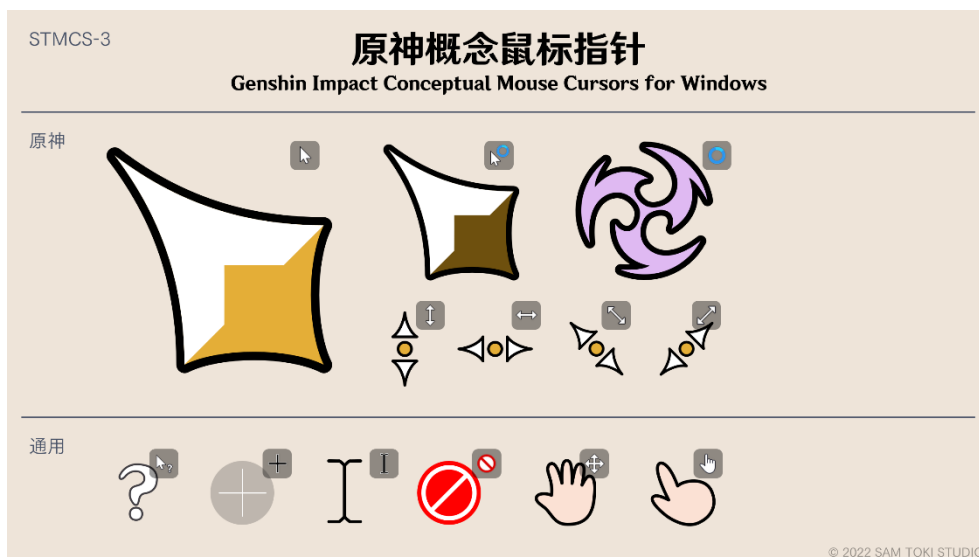 STMCS-3
原神概念鼠标指针
Genshin Impact Conceptual Mouse Cursors for Windows
原神
通用
© 2022 SAM TOKI STUDIO